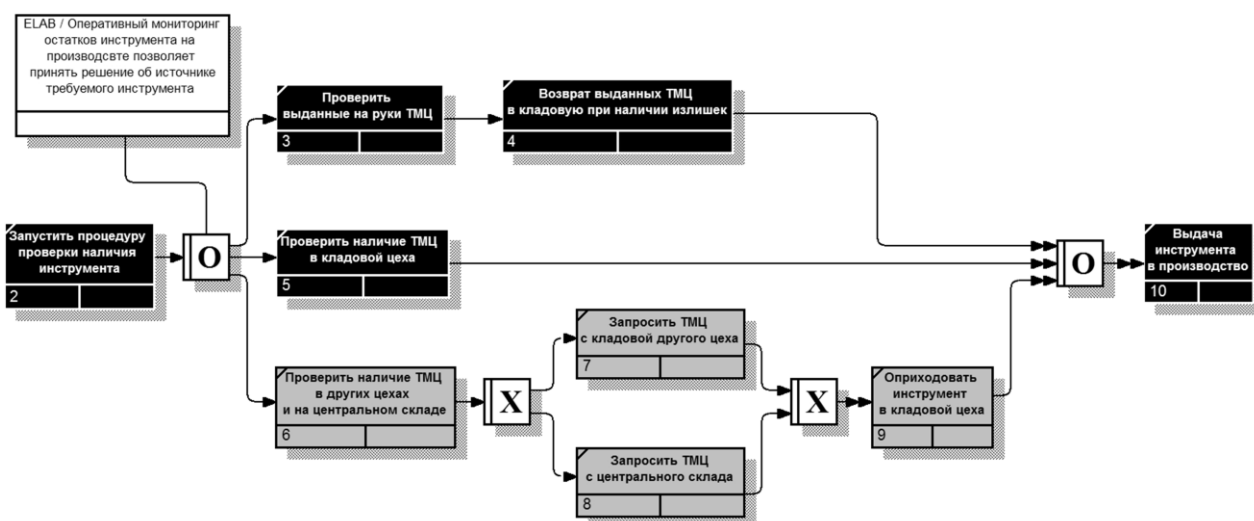 ELAB / Оперативный мониторинг
остатков инструмента на
производсвте позволяет
принять решение об источнике
требуемого инструмента
Проверить
выданные на руки ТМЦ
3
Возврат выданных ТМЦ
в кладовую при наличии излишек
4
Запустить процедуру
проверки наличия
инструмента
2
O
Проверить наличие ТМЦ
в кладовой цеха
5
O
Выдача
инструмента
в производство
10
Проверить наличие ТМЦ
в других цехах
и на центральном складе
6
X
Запросить ТМЦ
с кладовой другого цеха
7
Запросить ТМЦ
с центрального склада
8
X
Оприходовать
инструмент
в кладовой цеха
9